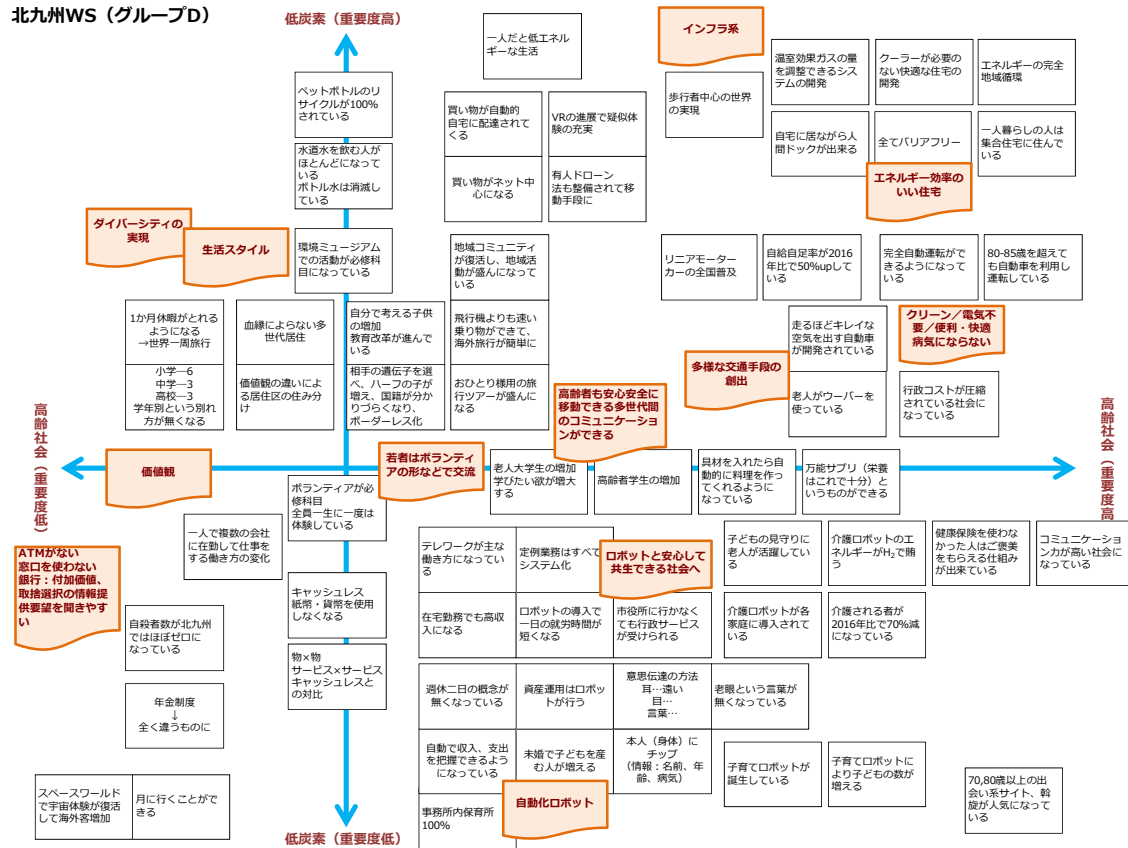 北九州WS（グループD）
低炭素（重要度高）
一人だと低エネル
ギーな生活
インフラ系
温室効果ガスの量
を調整できるシス
テムの開発
クーラーが必要の
ない快適な住宅の
開発
エネルギーの完全
地域循環
ペットボトルのリ
サイクルが100%
されている
歩行者中心の世界
の実現
買い物が自動的
自宅に配達されて
くる
VRの進展で疑似体
験の充実
自宅に居ながら人
間ドックが出来る
全てバリアフリー
一人暮らしの人は
集合住宅に住んで
いる
水道水を飲む人が
ほとんどになって
いる
ボトル水は消滅し
ている
買い物がネット中
心になる
有人ドローン
法も整備されて移
動手段に
エネルギー効率の
いい住宅
ダイバーシティの
実現
生活スタイル
環境ミュージアム
での活動が必修科
目になっている
地域コミュニティ
が復活し、地域活
動が盛んになって
いる
リニアモーター
カーの全国普及
自給自足率が2016
年比で50%upし
ている
完全自動運転がで
きるようになって
いる
80-85歳を超えて
も自動車を利用し
運転している
1か月休暇がとれる
ようになる
→世界一周旅行
血縁によらない多
世代居住
自分で考える子供
の増加
教育改革が進んで
いる
飛行機よりも速い
乗り物ができて、
海外旅行が簡単に
走るほどキレイな
空気を出す自動車
が開発されている
クリーン／電気不
要／便利・快適
病気にならない
多様な交通手段の
創出
小学―6
中学―3
高校―3
学年別という別れ
方が無くなる
価値観の違いによ
る居住区の住み分
け
相手の遺伝子を選
べ、ハーフの子が
増え、国籍が分か
りづらくなり、
ボーダーレス化
おひとり様用の旅
行ツアーが盛んに
なる
高齢者も安心安全に
移動できる多世代間
のコミュニケーショ
ンができる
老人がウーバーを
使っている
行政コストが圧縮
されている社会に
なっている
高齢社会（重要度低）
高齢社会（重要度高
価値観
若者はボランティ
アの形などで交流
老人大学生の増加
学びたい欲が増大
する
高齢者学生の増加
具材を入れたら自
動的に料理を作っ
てくれるように
なっている
万能サプリ（栄養
はこれで十分）と
いうものができる
ボランティアが必
修科目
全員一生に一度は
体験している
一人で複数の会社
に在勤して仕事を
する働き方の変化
ATMがない
窓口を使わない
銀行：付加価値、
取捨選択の情報提
供要望を聞きやす
い
テレワークが主な
働き方になってい
る
定例業務はすべて
システム化
ロボットと安心して
共生できる社会へ
子どもの見守りに
老人が活躍してい
る
介護ロボットのエ
ネルギーがH₂で賄
う
健康保険を使わな
かった人はご褒美
をもらえる仕組み
が出来ている
コミュニケーショ
ン力が高い社会に
なっている
キャッシュレス
紙幣・貨幣を使用
しなくなる
自殺者数が北九州
ではほぼゼロに
なっている
在宅勤務でも高収
入になる
ロボットの導入で
一日の就労時間が
短くなる
市役所に行かなく
ても行政サービス
が受けられる
介護ロボットが各
家庭に導入されて
いる
介護される者が
2016年比で70%減
になっている
物×物
サービス×サービス
キャッシュレスと
の対比
年金制度
↓
全く違うものに
週休二日の概念が
無くなっている
資産運用はロボッ
トが行う
意思伝達の方法
耳…遠い
目…
言葉…
老眼という言葉が
無くなっている
自動で収入、支出
を把握できるよう
になっている
未婚で子どもを産
む人が増える
本人（身体）に
チップ
（情報：名前、年
齢、病気）
子育てロボットが
誕生している
子育てロボットに
より子どもの数が
増える
スペースワールド
で宇宙体験が復活
して海外客増加
月に行くことがで
きる
事務所内保育所
100%
自動化ロボット
70,80歳以上の出
会い系サイト、斡
旋が人気になって
いる
低炭素（重要度低）